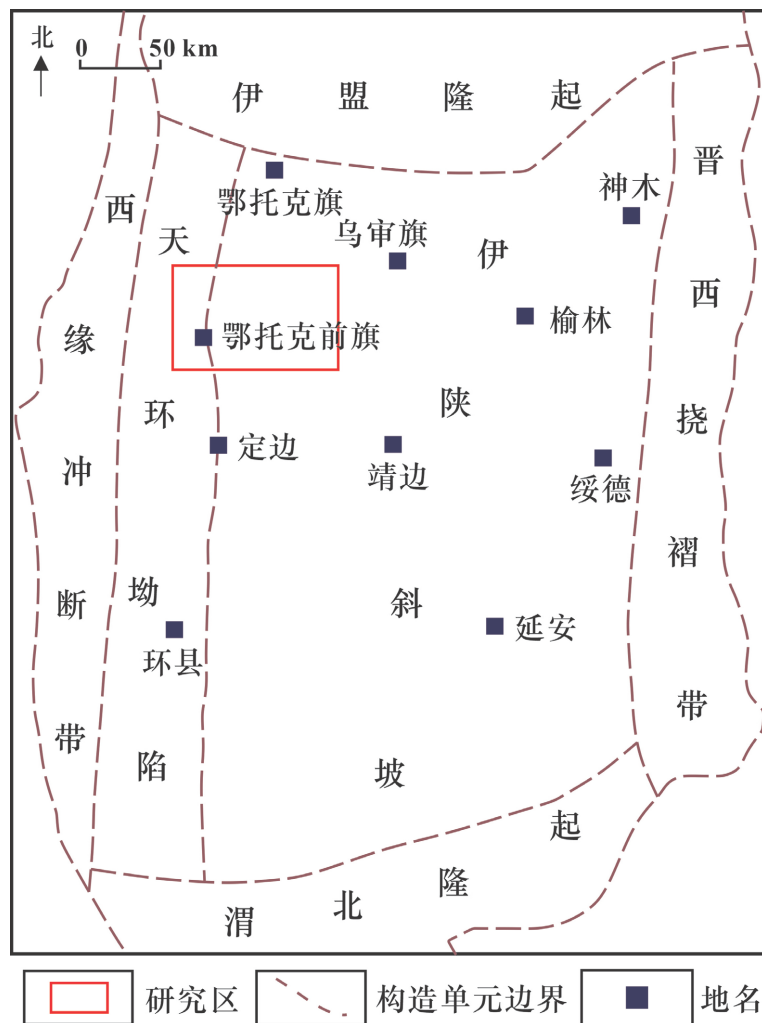 北
0 50 km
伊盟隆起
鄂托克旗
神木
乌审旗
鄂托克前旗
榆林
定边
靖边
绥德
环县
延安
西缘冲断带
天环坳陷
伊陕斜坡
晋西挠褶带
渭北隆起
研究区
构造单元边界
地名